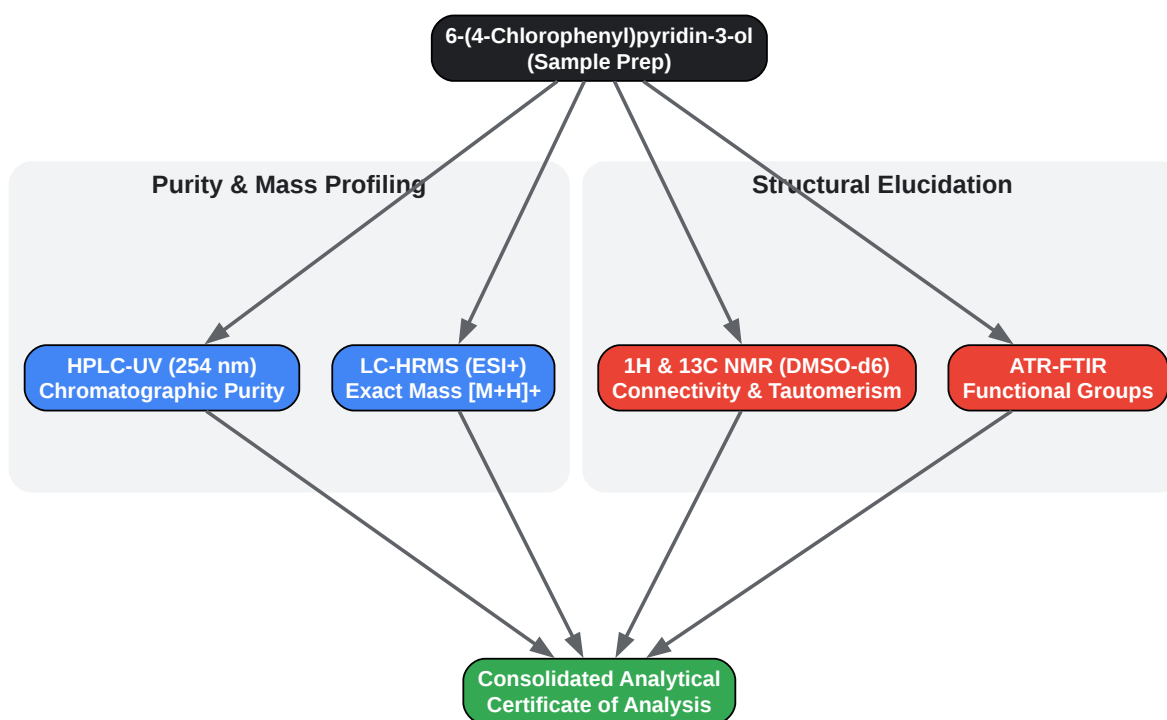 6-(4-Chlorophenyl)pyridin-3-ol
(Sample Prep)
Purity & Mass Profiling
Structural Elucidation
HPLC-UV (254 nm)
Chromatographic Purity
LC-HRMS (ESI+)
Exact Mass [M+H]+
1H & 13C NMR (DMSO-d6)
Connectivity & Tautomerism
ATR-FTIR
Functional Groups
Consolidated Analytical
Certificate of Analysis